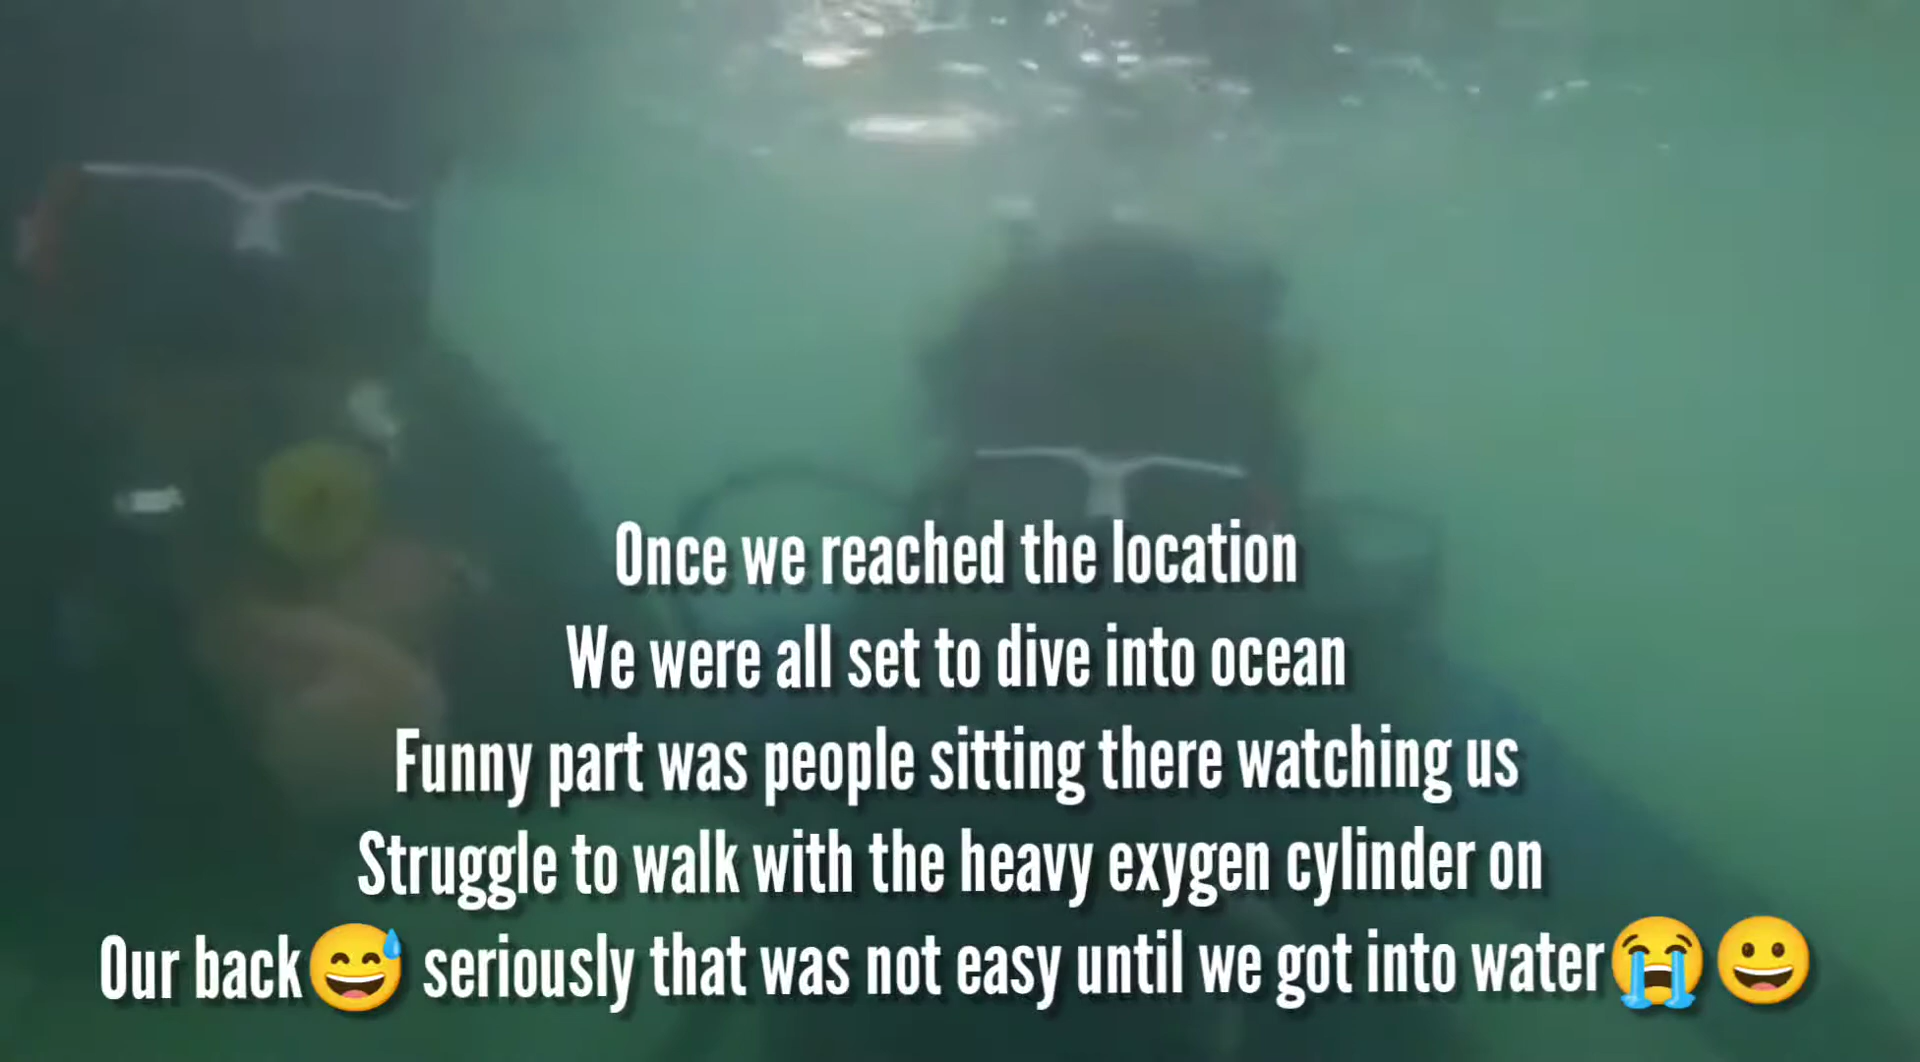 Once we reached the location
We were all set to dive into ocean
Funny part was people sitting there watching us
Struggle to walk with the heavy exygen cylinder on
Our back😅 seriously that was not easy until we got into water😭😀